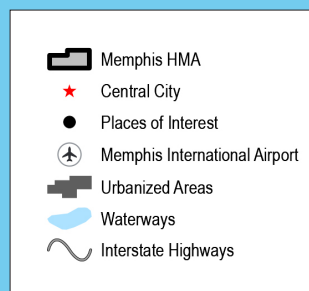 Memphis HMA
Central City
Places of Interest
Memphis International Airport
Urbanized Areas
Waterways
Interstate Highways